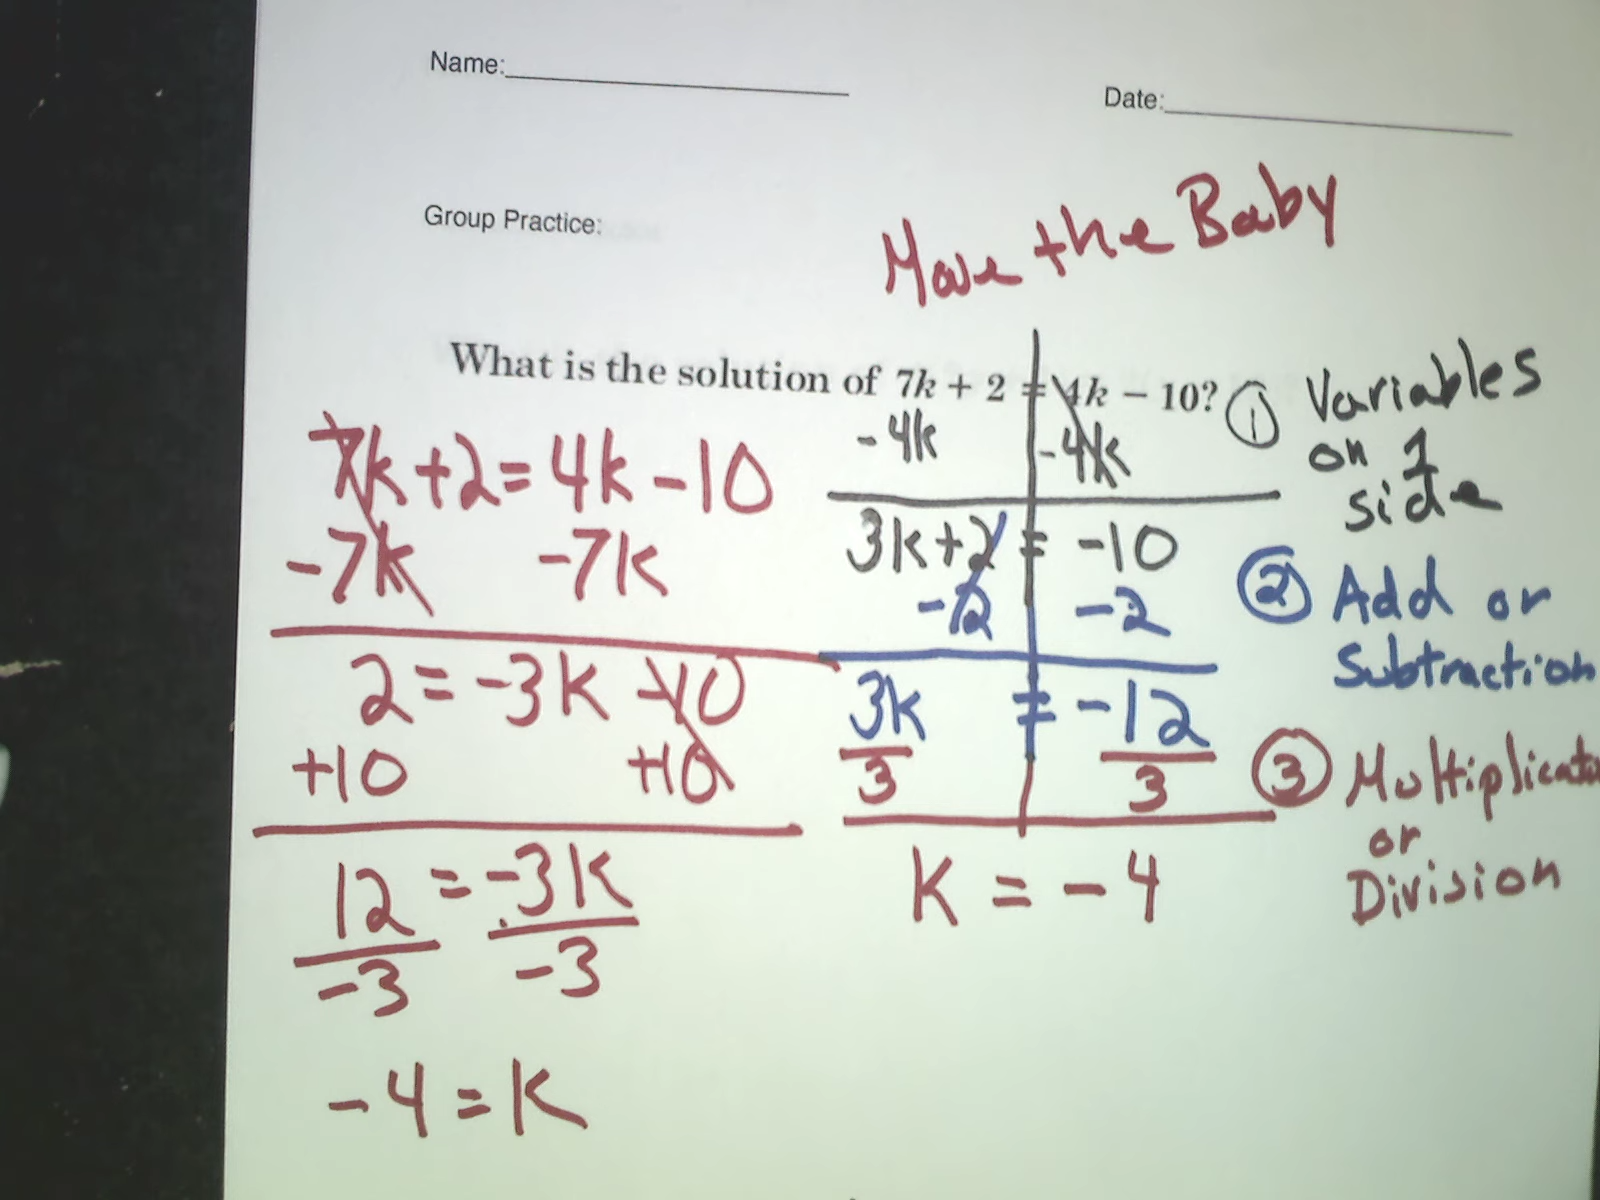 Name:
Date:
Group Practice:
Move the Baby
What is the solution of 7k + 2 = 4k − 10?
7k +2 = 4k -10
-7k -7k
2 = -3k -10
+10 +10
12 = -3k
-3 -3
-4 = k
-4k -4k
3k+2 = -10
-2 -2
3k = -12
3 3
k = -4
① Variables
on 1
side
② Add or
Subtraction
③ Multiplicatio
or
Division